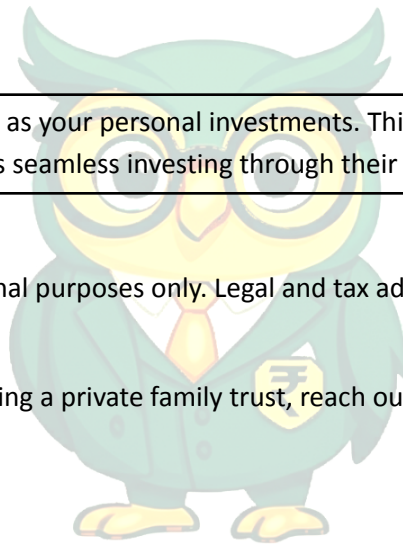 as your personal investments. Thi
s seamless investing through their
nal purposes only. Legal and tax ad
ing a private family trust, reach ou
₹